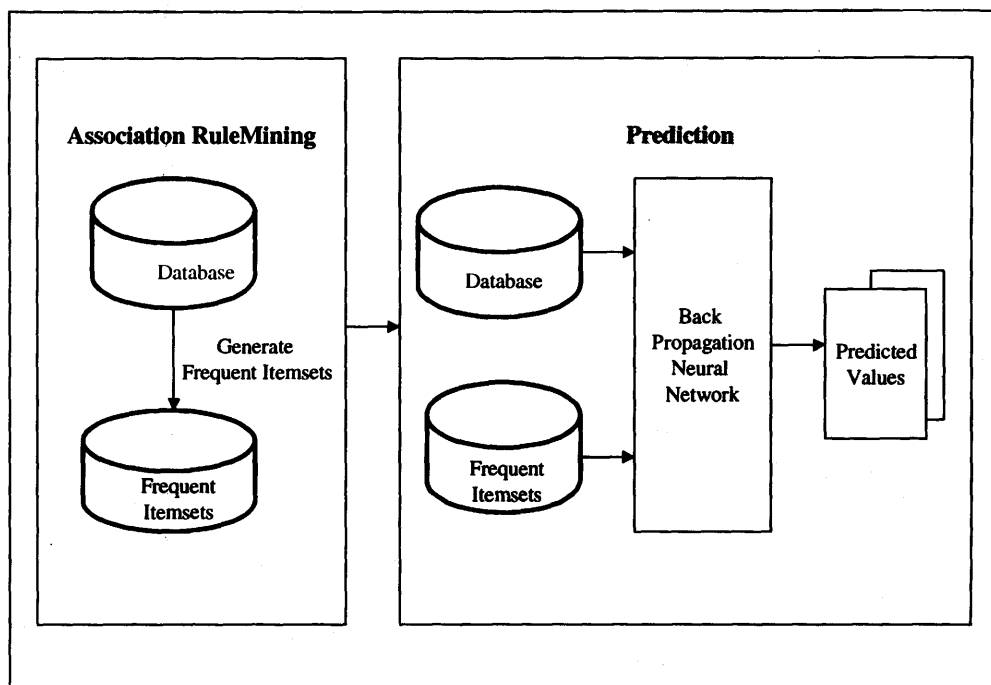 Association RuleMining
Database
Generate
Frequent Itemsets
Frequent
Itemsets
Prediction
Database
Frequent
Itemsets
Back
Propagation
Neural
Network
Predicted
Values